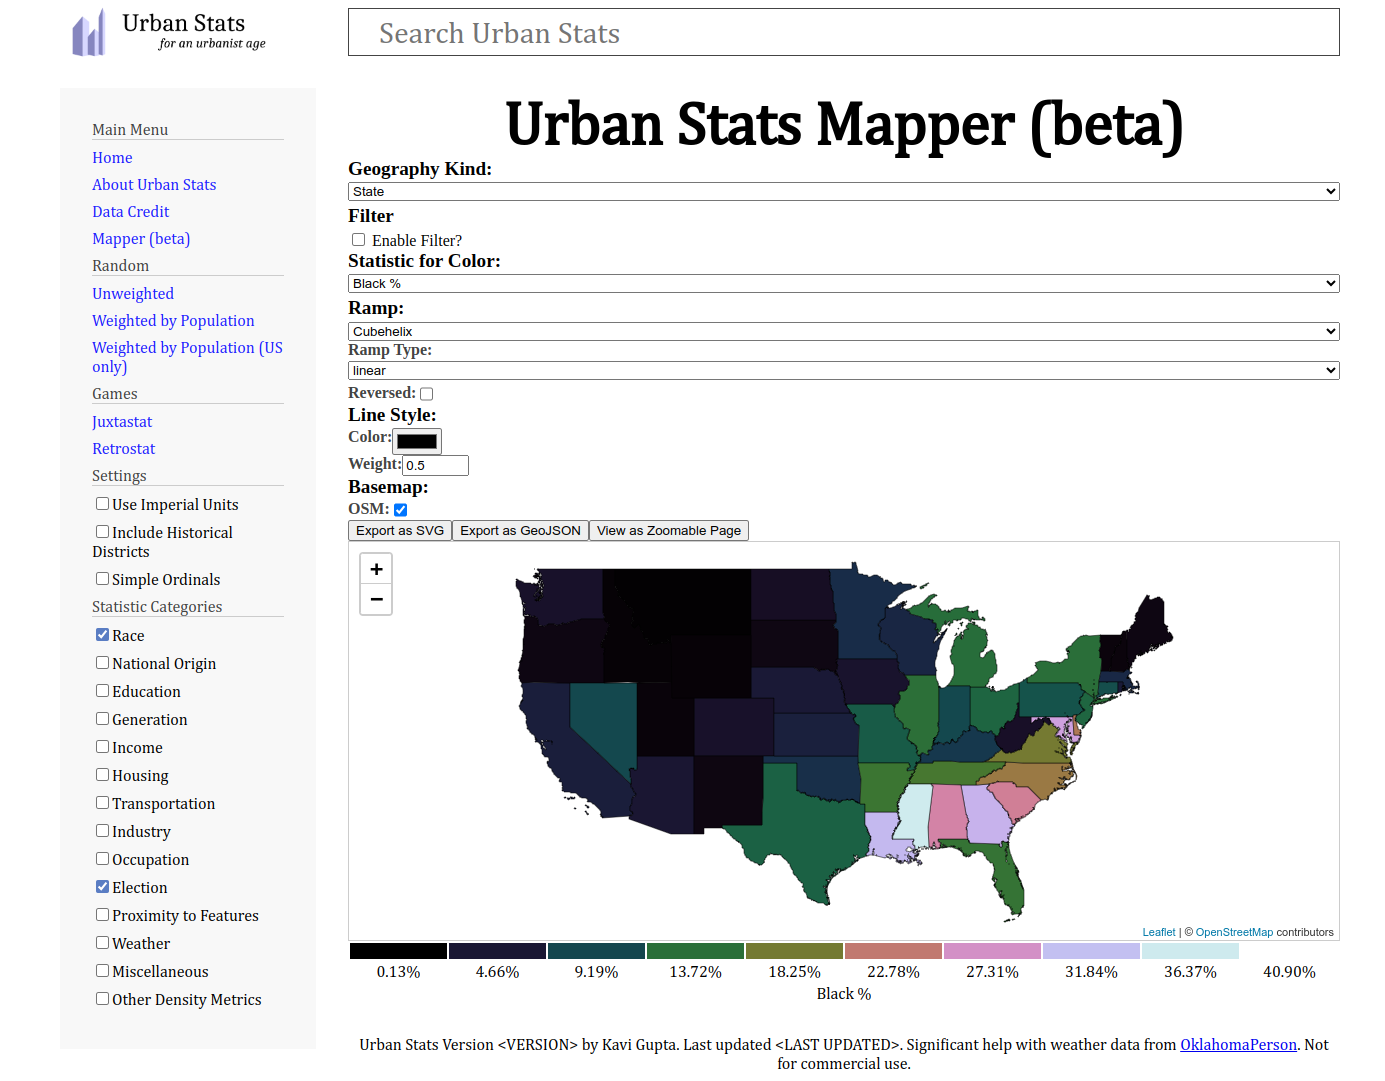 Urban Stats
for an urbanist age
Search Urban Stats
Main Menu
Home
About Urban Stats
Data Credit
Mapper (beta)
Random
Unweighted
Weighted by Population
Weighted by Population (US
only)
Games
Juxtastat
Retrostat
Settings
Use Imperial Units
Include Historical
Districts
Simple Ordinals
Statistic Categories
Race
National Origin
Education
Generation
Income
Housing
Transportation
Industry
Occupation
Election
Proximity to Features
Weather
Miscellaneous
Other Density Metrics
Urban Stats Mapper (beta)
Geography Kind:
State
Filter
Enable Filter?
Statistic for Color:
Black %
Ramp:
Cubehelix
Ramp Type:
linear
Reversed:
Line Style:
Color:
Weight: 0.5
Basemap:
OSM:
Export as SVG Export as GeoJSON View as Zoomable Page
+
−
Leaflet | © OpenStreetMap contributors
0.13% 4.66% 9.19% 13.72% 18.25% 22.78% 27.31% 31.84% 36.37% 40.90%
Black %
Urban Stats Version <VERSION> by Kavi Gupta. Last updated <LAST UPDATED>. Significant help with weather data from OklahomaPerson. Not
for commercial use.